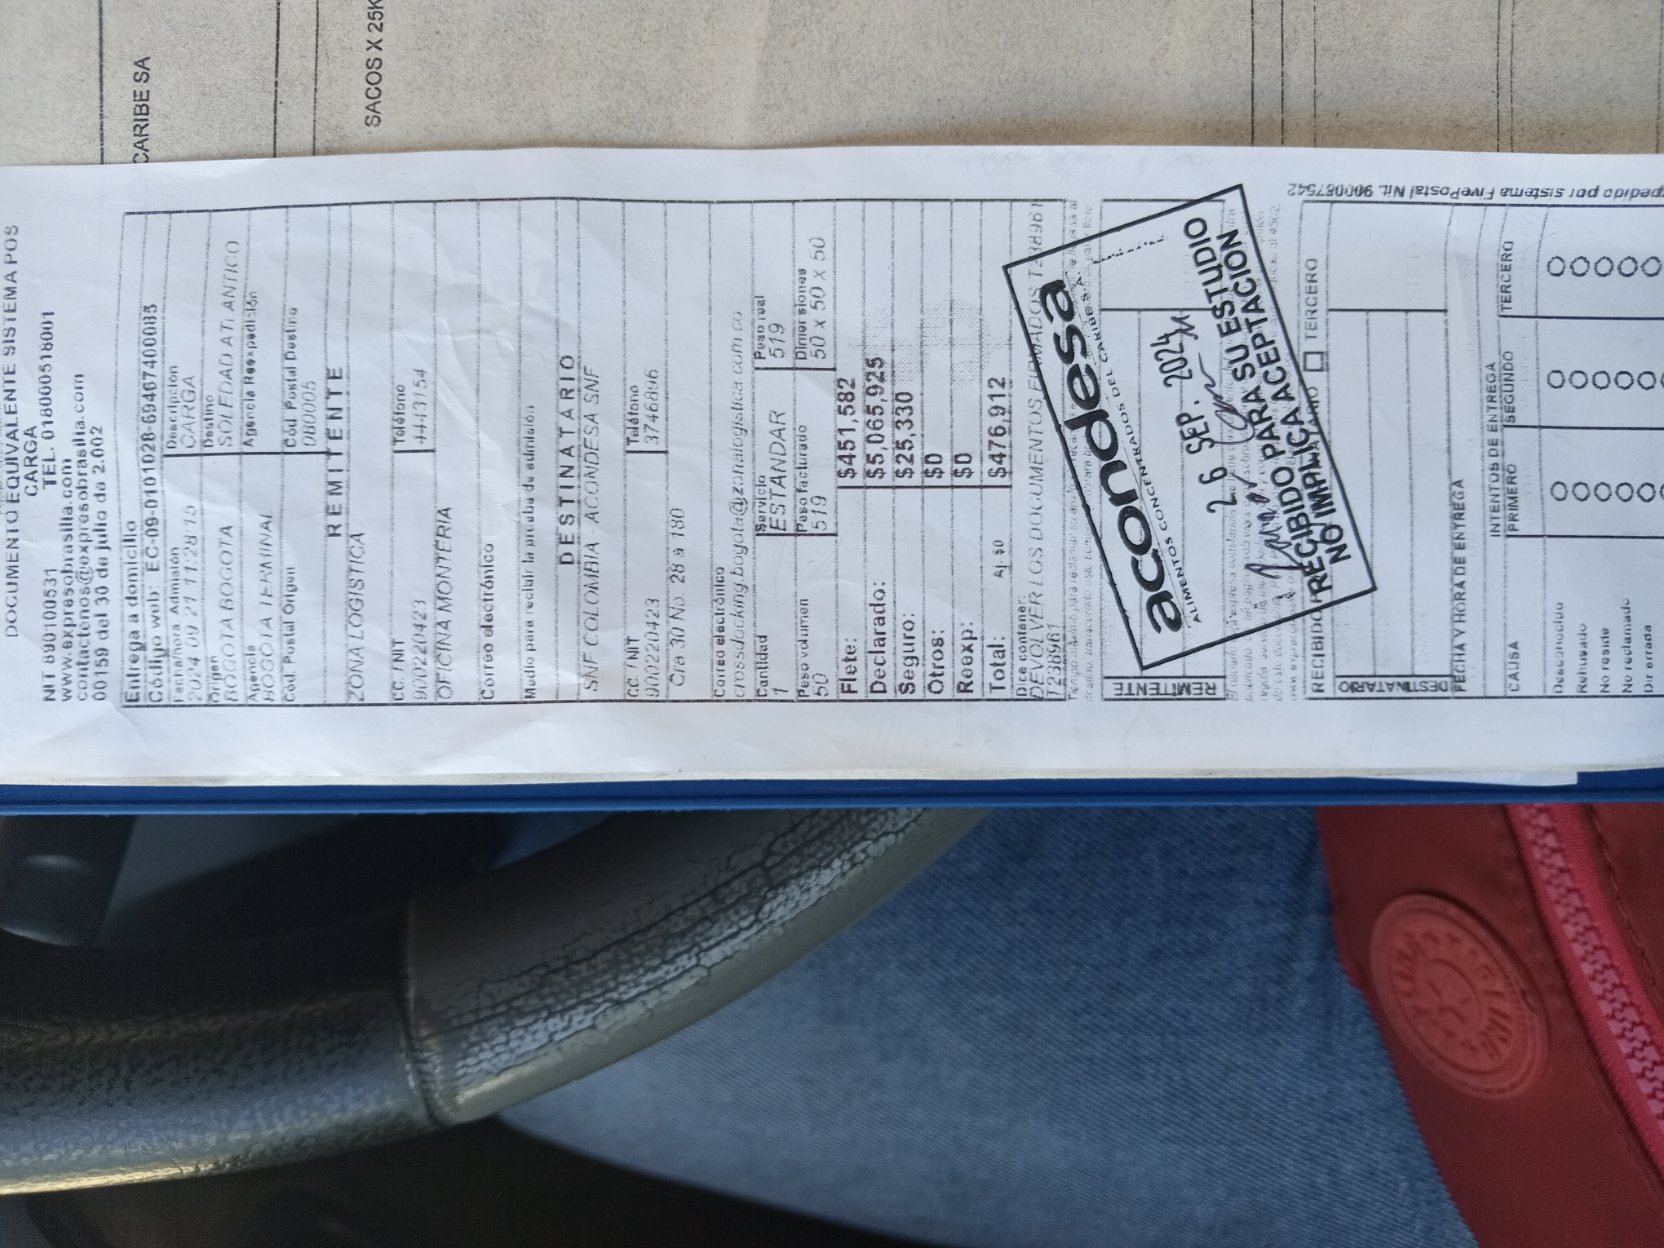 CARIBE SA
SACOS X 25K
DOCUMENTO EQUIVALENTE SISTEMA POS
CARGA
NIT 890100531 TEL. 018000518001
www.expresobrasilia.com
contactenos@expresobrasilia.com
00159 del 30 de julio de 2.002
Entrega a domicilio
Código web: EC-09-0101028-69467400085
Fecha/hora Admisión
Descripción
2024 09 21 11:28:15
CARGA
Origen
Destino
BOGOTA BOGOTA
SOLEDAD ATLANTICO
Agencia
Agencia Reexpedición
BOGOTA TERMINAL
Cód. Postal Origen
Cód Postal Destino
080005
REMITENTE
ZONA LOGISTICA
CC. / NIT
Teléfono
900220423
4443154
OFICINA MONTERIA
Correo electrónico
Medio para recibir la prueba de admisión
DESTINATARIO
SNF COLOMBIA ACONDESA SNF
CC. / NIT
Teléfono
900220423
3746896
Cra 30 No. 28 a 180
Correo electrónico
crossdocking.bogota@zonalogistica.com.co
Cantidad
Servicio
Peso real
1
ESTANDAR
519
Peso volumen
Peso facturado
Dimensiones
50
519
50 x 50 x 50
Flete: $451,582
Declarado: $5,065,925
Seguro: $25,330
Otros: $0
Reexp: $0
Total: Aj. $0 $476,912
Dice contener:
DEVOLVER LOS DOCUMENTOS FIRMADOS T238961
T238961
REMITENTE
acondesa
ALIMENTOS CONCENTRADOS DEL CARIBE S.A.
26 SEP. 2024
RECIBIDO PARA SU ESTUDIO
NO IMPLICA ACEPTACION
RECIBIDO
TERCERO
DESTINATARIO
FECHA Y HORA DE ENTREGA
INTENTOS DE ENTREGA
CAUSA
PRIMERO
SEGUNDO
TERCERO
Desconocido
Rehusado
No reside
No reclamado
Dir errada
pedido por sistema FivePostal Nit. 900087542